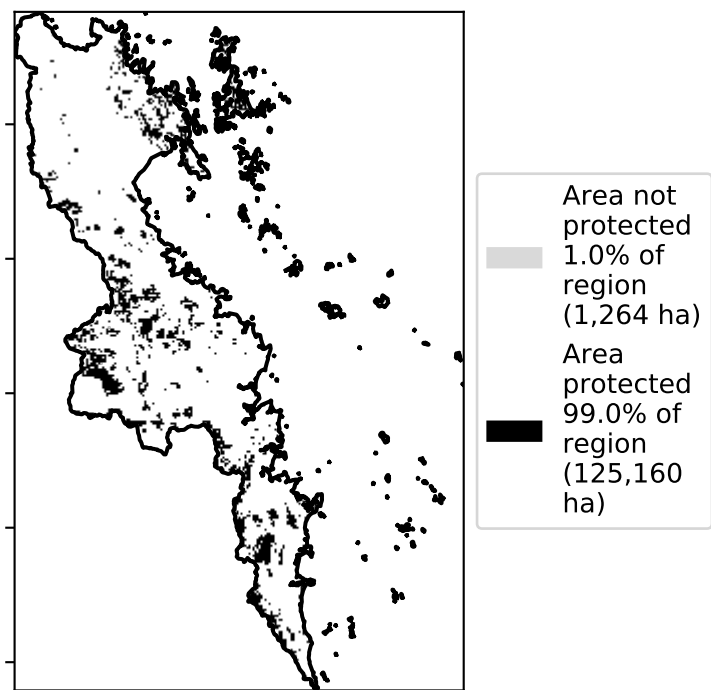 Area not
protected
1.0% of
region
(1,264 ha)
Area
protected
99.0% of
region
(125,160
ha)